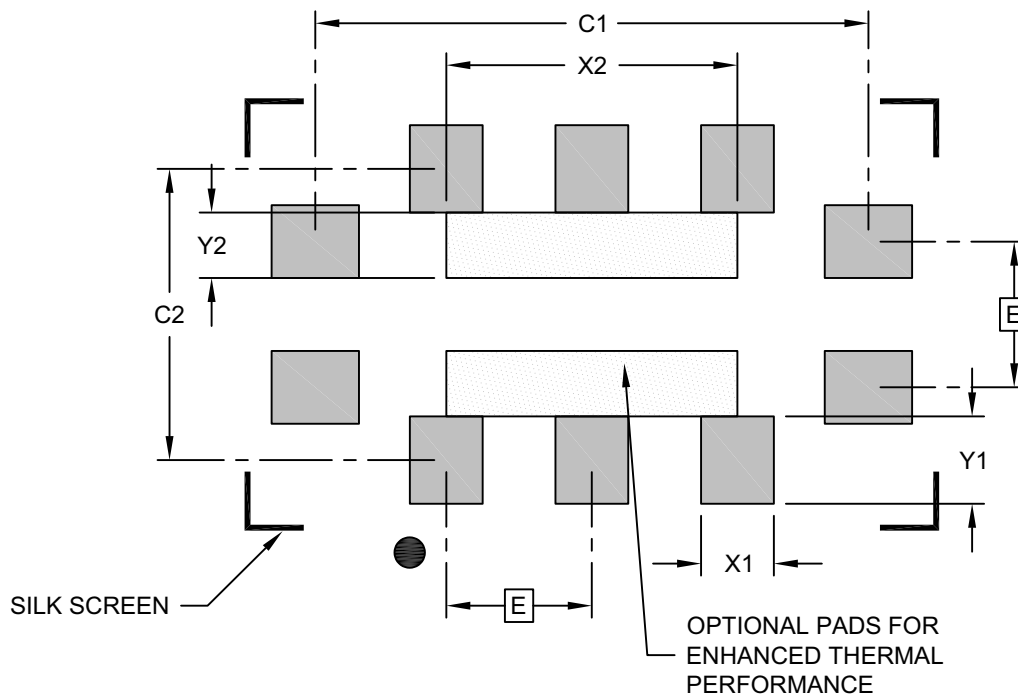 C1
X2
Y2
C2
E
Y1
X1
E
SILK SCREEN
OPTIONAL PADS FOR
ENHANCED THERMAL
PERFORMANCE